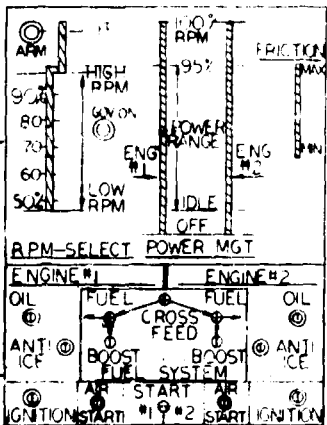 ARM
100%
RPM
FRICTION
HIGH
RPM
95%
MAX
90%
80
GOV ON
POWER
RANGE
70
ENG
#1
ENG
#2
MIN
60
50%
LOW
RPM
IDLE
OFF
RPM-SELECT POWER MGT
ENGINE #1 ENGINE #2
OIL FUEL FUEL OIL
CROSS
FEED
ANTI
ICE
ANTI
ICE
BOOST BOOST
FUEL SYSTEM
AIR START AIR
IGNITION START #1 #2 START IGNITION